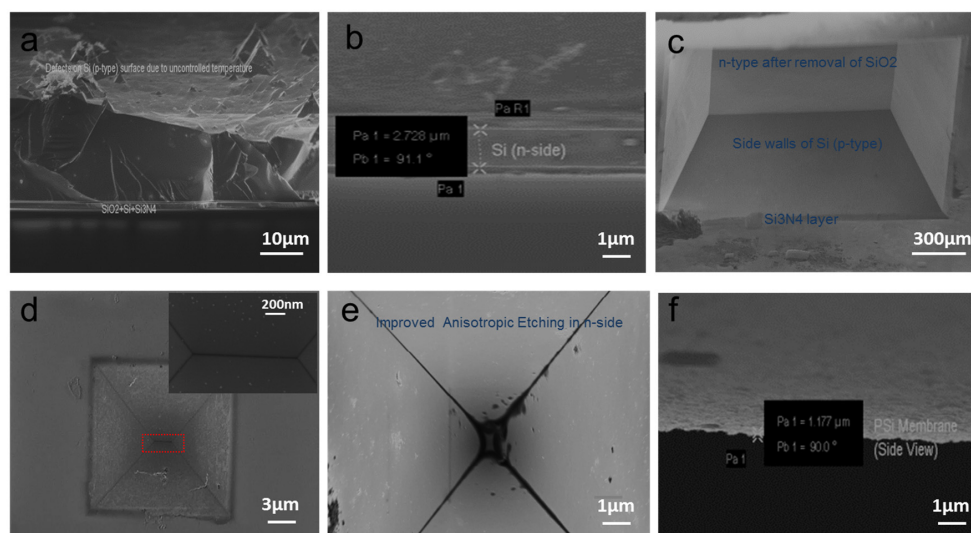 a
Defects on Si (p-type) surface due to uncontrolled temperature
SiO2+Si+Si3N4
10μm
b
Pa R1
Pa 1 = 2.728 μm
Pb 1 = 91.1 °
Si (n-side)
Pa 1
1μm
c
n-type after removal of SiO2
Side walls of Si (p-type)
Si3N4 layer
300μm
d
200nm
3μm
e
Improved Anisotropic Etching in n-side
1μm
f
Pa 1 = 1.177 μm
Pb 1 = 90.0 °
PSi Membrane
(Side View)
Pa 1
1μm